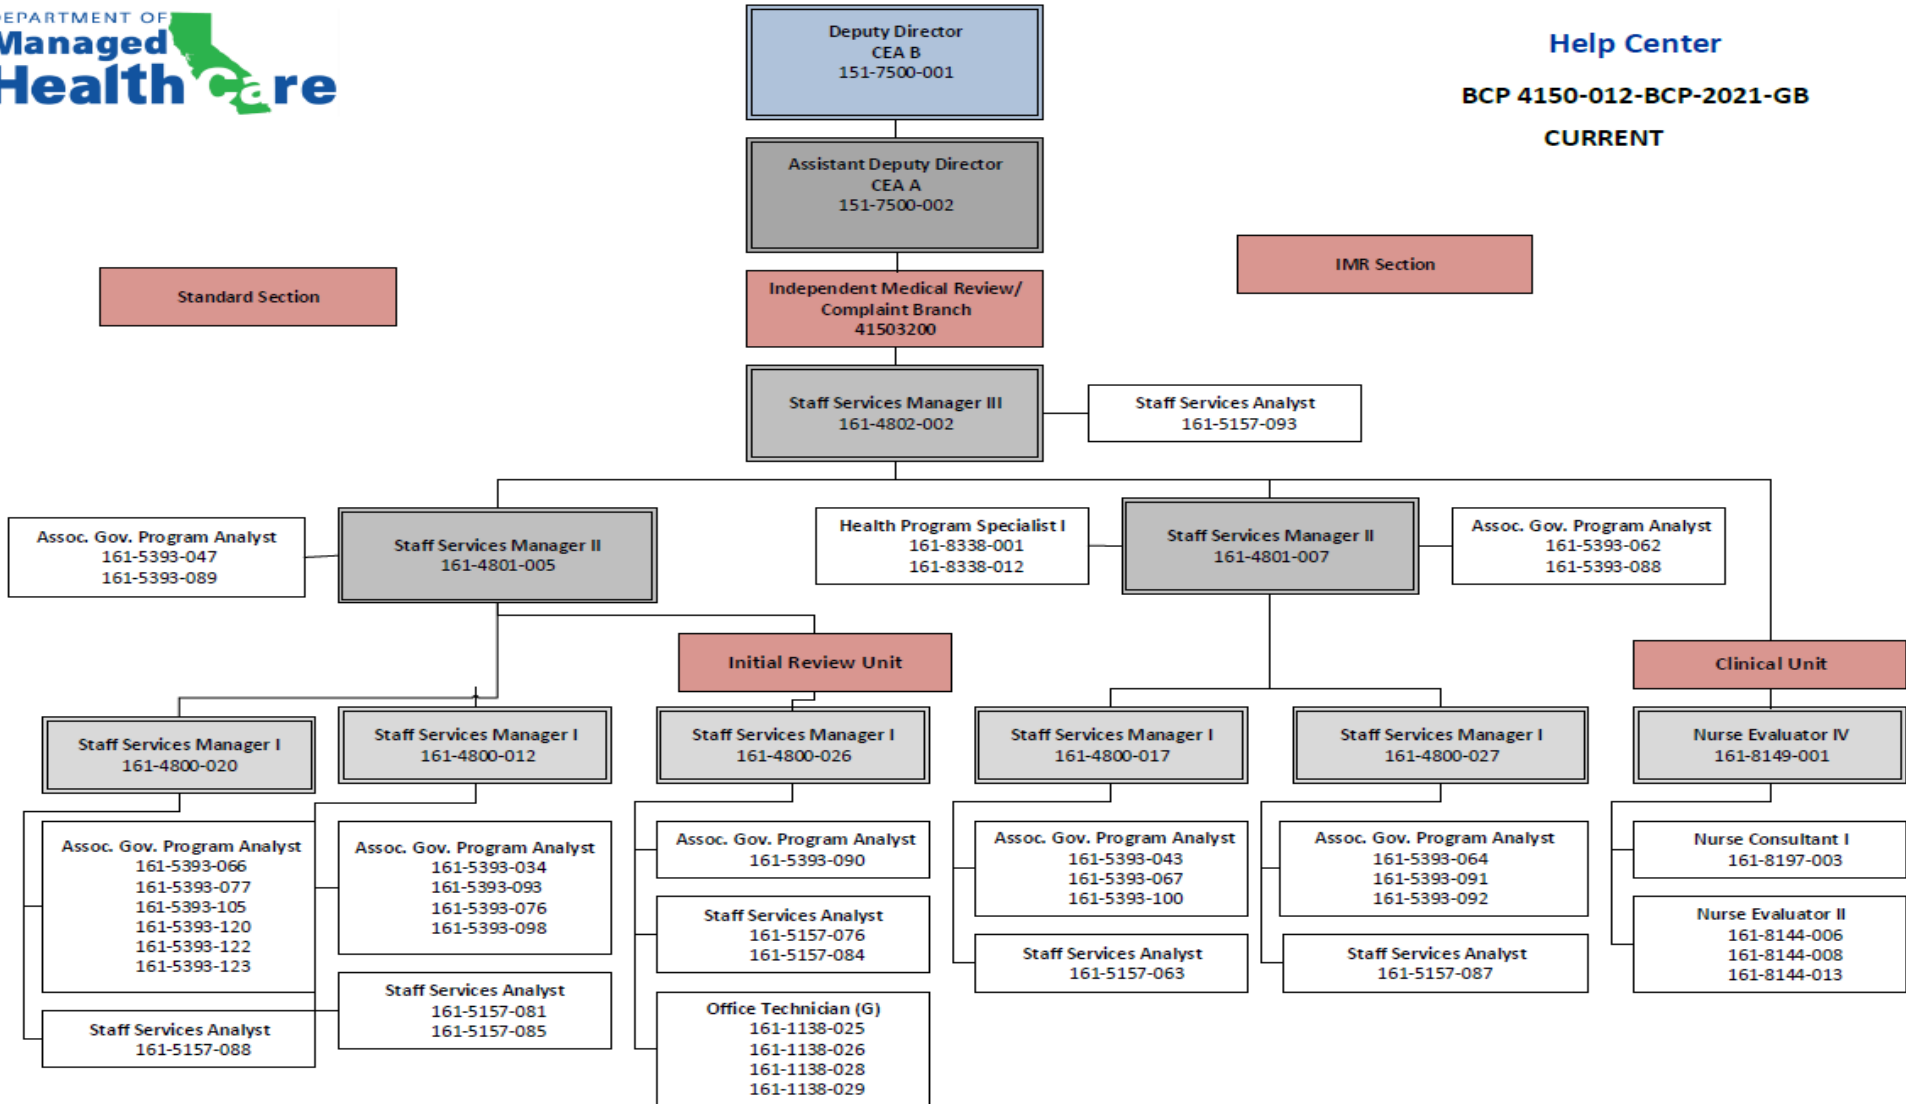 DEPARTMENT OF
Managed
Health Care
Help Center
BCP 4150-012-BCP-2021-GB
CURRENT
Deputy Director
CEA B
151-7500-001
Assistant Deputy Director
CEA A
151-7500-002
Standard Section
IMR Section
Independent Medical Review/
Complaint Branch
41503200
Staff Services Manager III
161-4802-002
Staff Services Analyst
161-5157-093
Assoc. Gov. Program Analyst
161-5393-047
161-5393-089
Staff Services Manager II
161-4801-005
Health Program Specialist I
161-8338-001
161-8338-012
Staff Services Manager II
161-4801-007
Assoc. Gov. Program Analyst
161-5393-062
161-5393-088
Initial Review Unit
Clinical Unit
Staff Services Manager I
161-4800-020
Staff Services Manager I
161-4800-012
Staff Services Manager I
161-4800-026
Staff Services Manager I
161-4800-017
Staff Services Manager I
161-4800-027
Nurse Evaluator IV
161-8149-001
Assoc. Gov. Program Analyst
161-5393-066
161-5393-077
161-5393-105
161-5393-120
161-5393-122
161-5393-123
Staff Services Analyst
161-5157-088
Assoc. Gov. Program Analyst
161-5393-034
161-5393-093
161-5393-076
161-5393-098
Staff Services Analyst
161-5157-081
161-5157-085
Assoc. Gov. Program Analyst
161-5393-090
Staff Services Analyst
161-5157-076
161-5157-084
Office Technician (G)
161-1138-025
161-1138-026
161-1138-028
161-1138-029
Assoc. Gov. Program Analyst
161-5393-043
161-5393-067
161-5393-100
Staff Services Analyst
161-5157-063
Assoc. Gov. Program Analyst
161-5393-064
161-5393-091
161-5393-092
Staff Services Analyst
161-5157-087
Nurse Consultant I
161-8197-003
Nurse Evaluator II
161-8144-006
161-8144-008
161-8144-013